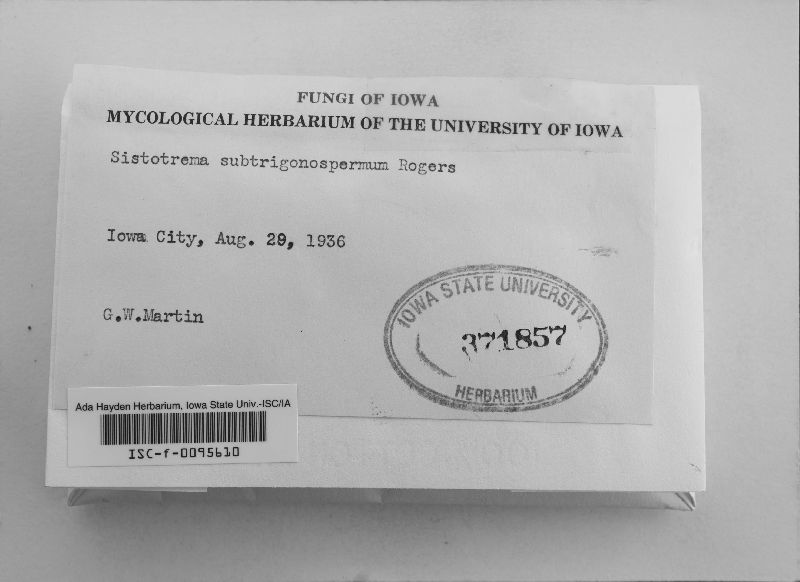 FUNGI OF IOWA
MYCOLOGICAL HERBARIUM OF THE UNIVERSITY OF IOWA
Sistotrema subtrigonospermum Rogers
Iowa City, Aug. 29, 1936
G.W.Martin
IOWA STATE UNIVERSITY
371857
HERBARIUM
Ada Hayden Herbarium, Iowa State Univ.-ISC/IA
ISC-f-0095610